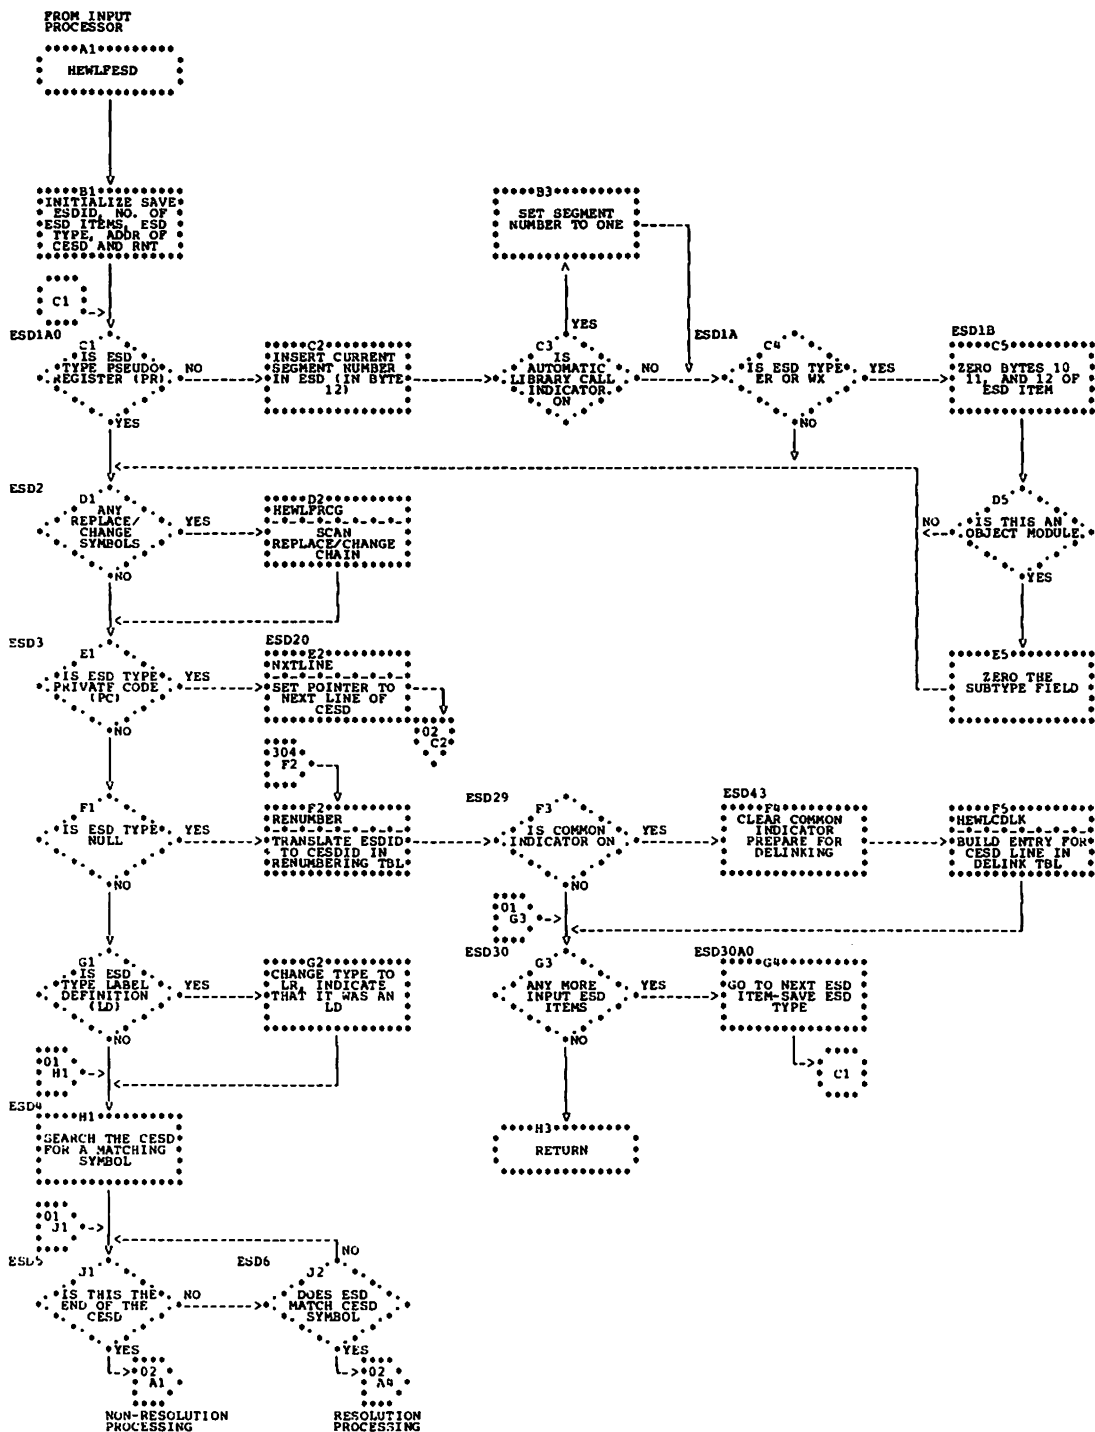 FROM INPUT
PROCESSOR
A1
HEWLFESD
B1
INITIALIZE SAVE
ESDID, NO. OF
ESD ITEMS, ESD
TYPE, ADDR OF
CESD AND RNT
B3
SET SEGMENT
NUMBER TO ONE
C1
YES
ESD1A0
C1
IS ESD
TYPE PSEUDO
REGISTER (PR)
NO
YES
C2
INSERT CURRENT
SEGMENT NUMBER
IN ESD (IN BYTE
12)
C3
IS
AUTOMATIC
LIBRARY CALL
INDICATOR
ON
NO
ESD1A
C4
IS ESD TYPE
ER OR WX
YES
NO
ESD1B
C5
ZERO BYTES 10
11, AND 12 OF
ESD ITEM
ESD2
D1
ANY
REPLACE/
CHANGE
SYMBOLS
YES
NO
D2
HEWLFRCG
SCAN
REPLACE/CHANGE
CHAIN
D5
IS THIS AN
OBJECT MODULE
NO
YES
ESD3
E1
IS ESD TYPE
PRIVATE CODE
(PC)
YES
NO
ESD20
E2
NXTLINE
SET POINTER TO
NEXT LINE OF
CESD
02
C2
E5
ZERO THE
SUBTYPE FIELD
304
F2
F1
IS ESD TYPE
NULL
YES
NO
F2
RENUMBER
TRANSLATE ESDID
TO CESDID IN
RENUMBERING TBL
ESD29
F3
IS COMMON
INDICATOR ON
YES
NO
ESD43
F4
CLEAR COMMON
INDICATOR
PREPARE FOR
DELINKING
F5
HEWLCDLK
BUILD ENTRY FOR
CESD LINE IN
DELINK TBL
01
G3
G1
IS ESD
TYPE LABEL
DEFINITION
(LD)
YES
NO
G2
CHANGE TYPE TO
LR, INDICATE
THAT IT WAS AN
LD
ESD30
G3
ANY MORE
INPUT ESD
ITEMS
YES
NO
ESD30A0
G4
GO TO NEXT ESD
ITEM-SAVE ESD
TYPE
C1
01
H1
ESD4
H1
SEARCH THE CESD
FOR A MATCHING
SYMBOL
H3
RETURN
01
J1
ESD5
J1
IS THIS THE
END OF THE
CESD
NO
YES
ESD6
NO
J2
DOES ESD
MATCH CESD
SYMBOL
YES
02
A1
NON-RESOLUTION
PROCESSING
02
A4
RESOLUTION
PROCESSING